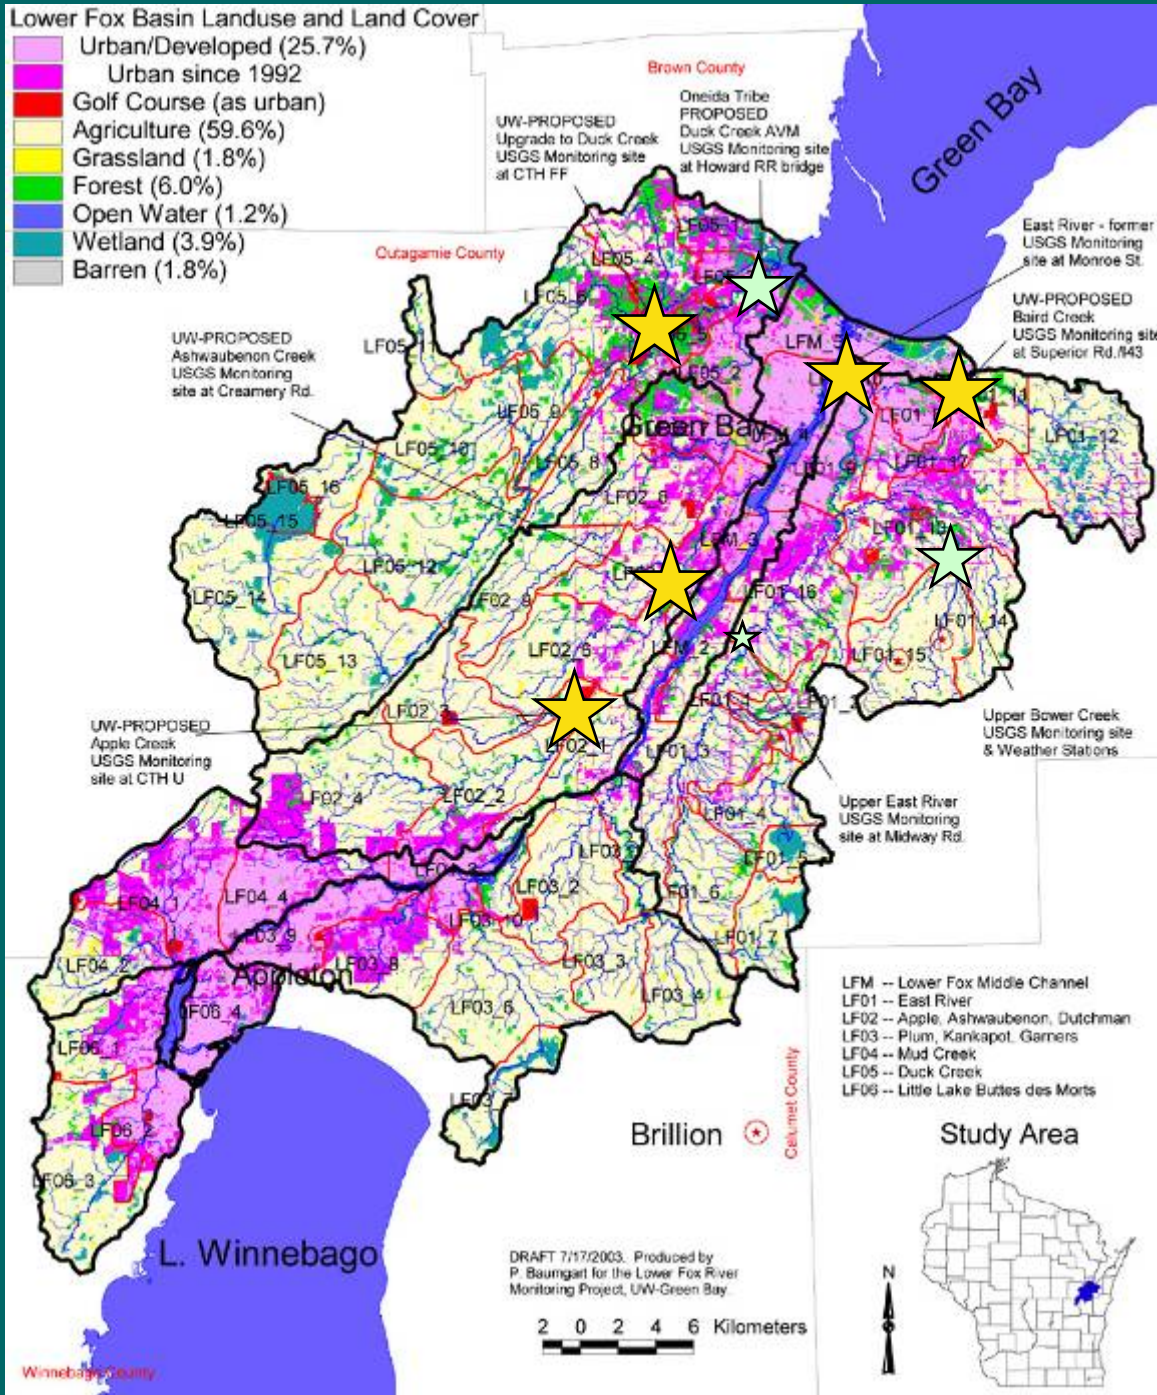 Lower Fox Basin Landuse and Land Cover
Urban/Developed (25.7%)
Urban since 1992
Golf Course (as urban)
Agriculture (59.6%)
Grassland (1.8%)
Forest (6.0%)
Open Water (1.2%)
Wetland (3.9%)
Barren (1.8%)
Brown County
Green Bay
UW-PROPOSED
Upgrade to Duck Creek
USGS Monitoring site
at CTH FF
Oneida Tribe
PROPOSED
Duck Creek AVM
USGS Monitoring site
at Howard RR bridge
East River - former
USGS Monitoring
site at Monroe St.
Outagamie County
UW-PROPOSED
Baird Creek
USGS Monitoring site
at Superior Rd./I43
UW-PROPOSED
Ashwaubenon Creek
USGS Monitoring
site at Creamery Rd.
LF05_1
LF05_4
LF05_6
LF05_11
LF05_2
LF05_9
LF05_10
LF05_8
Green Bay
LF01_12
LF01_17
LF05_16
LF05_15
LF02_6
LFM_3
LF01_13
LF05_12
LF05_14
LF01_16
LF01_14
LF02_5
LFM_2
LF01_15
LF05_13
LF02_3
LF02_1
LF01_3
UW-PROPOSED
Apple Creek
USGS Monitoring
site at CTH U
Upper Bower Creek
USGS Monitoring site
& Weather Stations
LF02_4
LF02_2
LF01_4
Upper East River
USGS Monitoring
site at Midway Rd.
LF01_5
LF04_1
LF04_4
LF03_2
LF03_10
LF01_6
LF01_7
LF03_9
LF04_2
Appleton
LF03_8
LF03_3
LF03_4
LF03_6
LF06_4
LF06_1
LF06_2
LF06_3
LFM -- Lower Fox Middle Channel
LF01 -- East River
LF02 -- Apple, Ashwaubenon, Dutchman
LF03 -- Plum, Kankapot, Garners
LF04 -- Mud Creek
LF05 -- Duck Creek
LF06 -- Little Lake Buttes des Morts
Calumet County
Brillion
Study Area
L. Winnebago
DRAFT 7/17/2003. Produced by
P. Baumgart for the Lower Fox River
Monitoring Project, UW-Green Bay.
N
2 0 2 4 6 Kilometers
Winnebago County